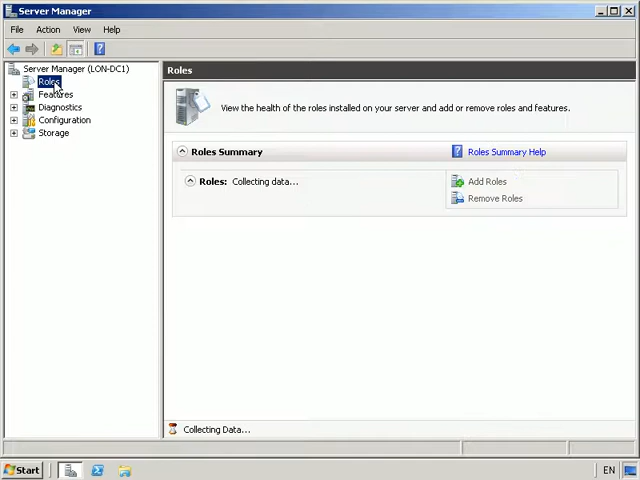 Server Manager
File Action View Help
Server Manager (LON-DC1)
Roles
Features
Diagnostics
Configuration
Storage
Roles
View the health of the roles installed on your server and add or remove roles and features.
Roles Summary
Roles Summary Help
Roles: Collecting data...
Add Roles
Remove Roles
Collecting Data...
Start
EN